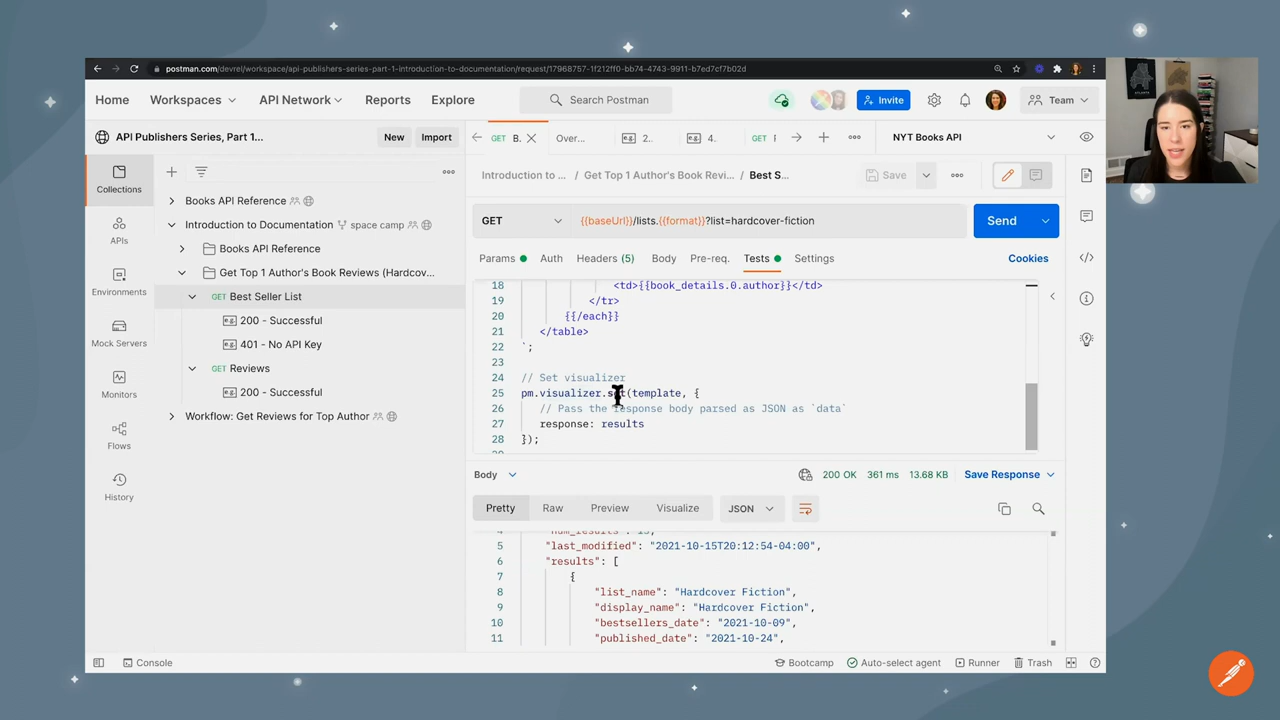 postman.com/devrel/workspace/api-publishers-series-part-1-introduction-to-documentation/request/17968757-1f212ff0-bb74-4743-9911-b7ed7cf7b02d
Home Workspaces API Network Reports Explore Search Postman Invite Team
API Publishers Series, Part 1... New Import
GET B. Over... e.g. 2. e.g. 4. GET NYT Books API
Collections
APIs
Environments
Mock Servers
Monitors
Flows
History
Books API Reference
Introduction to Documentation space camp
Books API Reference
Get Top 1 Author's Book Reviews (Hardcov...
GET Best Seller List
e.g. 200 - Successful
e.g. 401 - No API Key
GET Reviews
e.g. 200 - Successful
Workflow: Get Reviews for Top Author
Introduction to ... / Get Top 1 Author's Book Revi... / Best S... Save
GET {{baseUrl}}/lists.{{format}}?list=hardcover-fiction Send
Params Auth Headers (5) Body Pre-req. Tests Settings Cookies
18 <td>{{book_details.0.author}}</td>
19 </tr>
20 {{/each}}
21 </table>
22 `;
23
24 // Set visualizer
25 pm.visualizer.set(template, {
26 // Pass the response body parsed as JSON as `data`
27 response: results
28 });
Body 200 OK 361 ms 13.68 KB Save Response
Pretty Raw Preview Visualize JSON
5 "last_modified": "2021-10-15T20:12:54-04:00",
6 "results": [
7 {
8 "list_name": "Hardcover Fiction",
9 "display_name": "Hardcover Fiction",
10 "bestsellers_date": "2021-10-09",
11 "published_date": "2021-10-24",
Console Bootcamp Auto-select agent Runner Trash